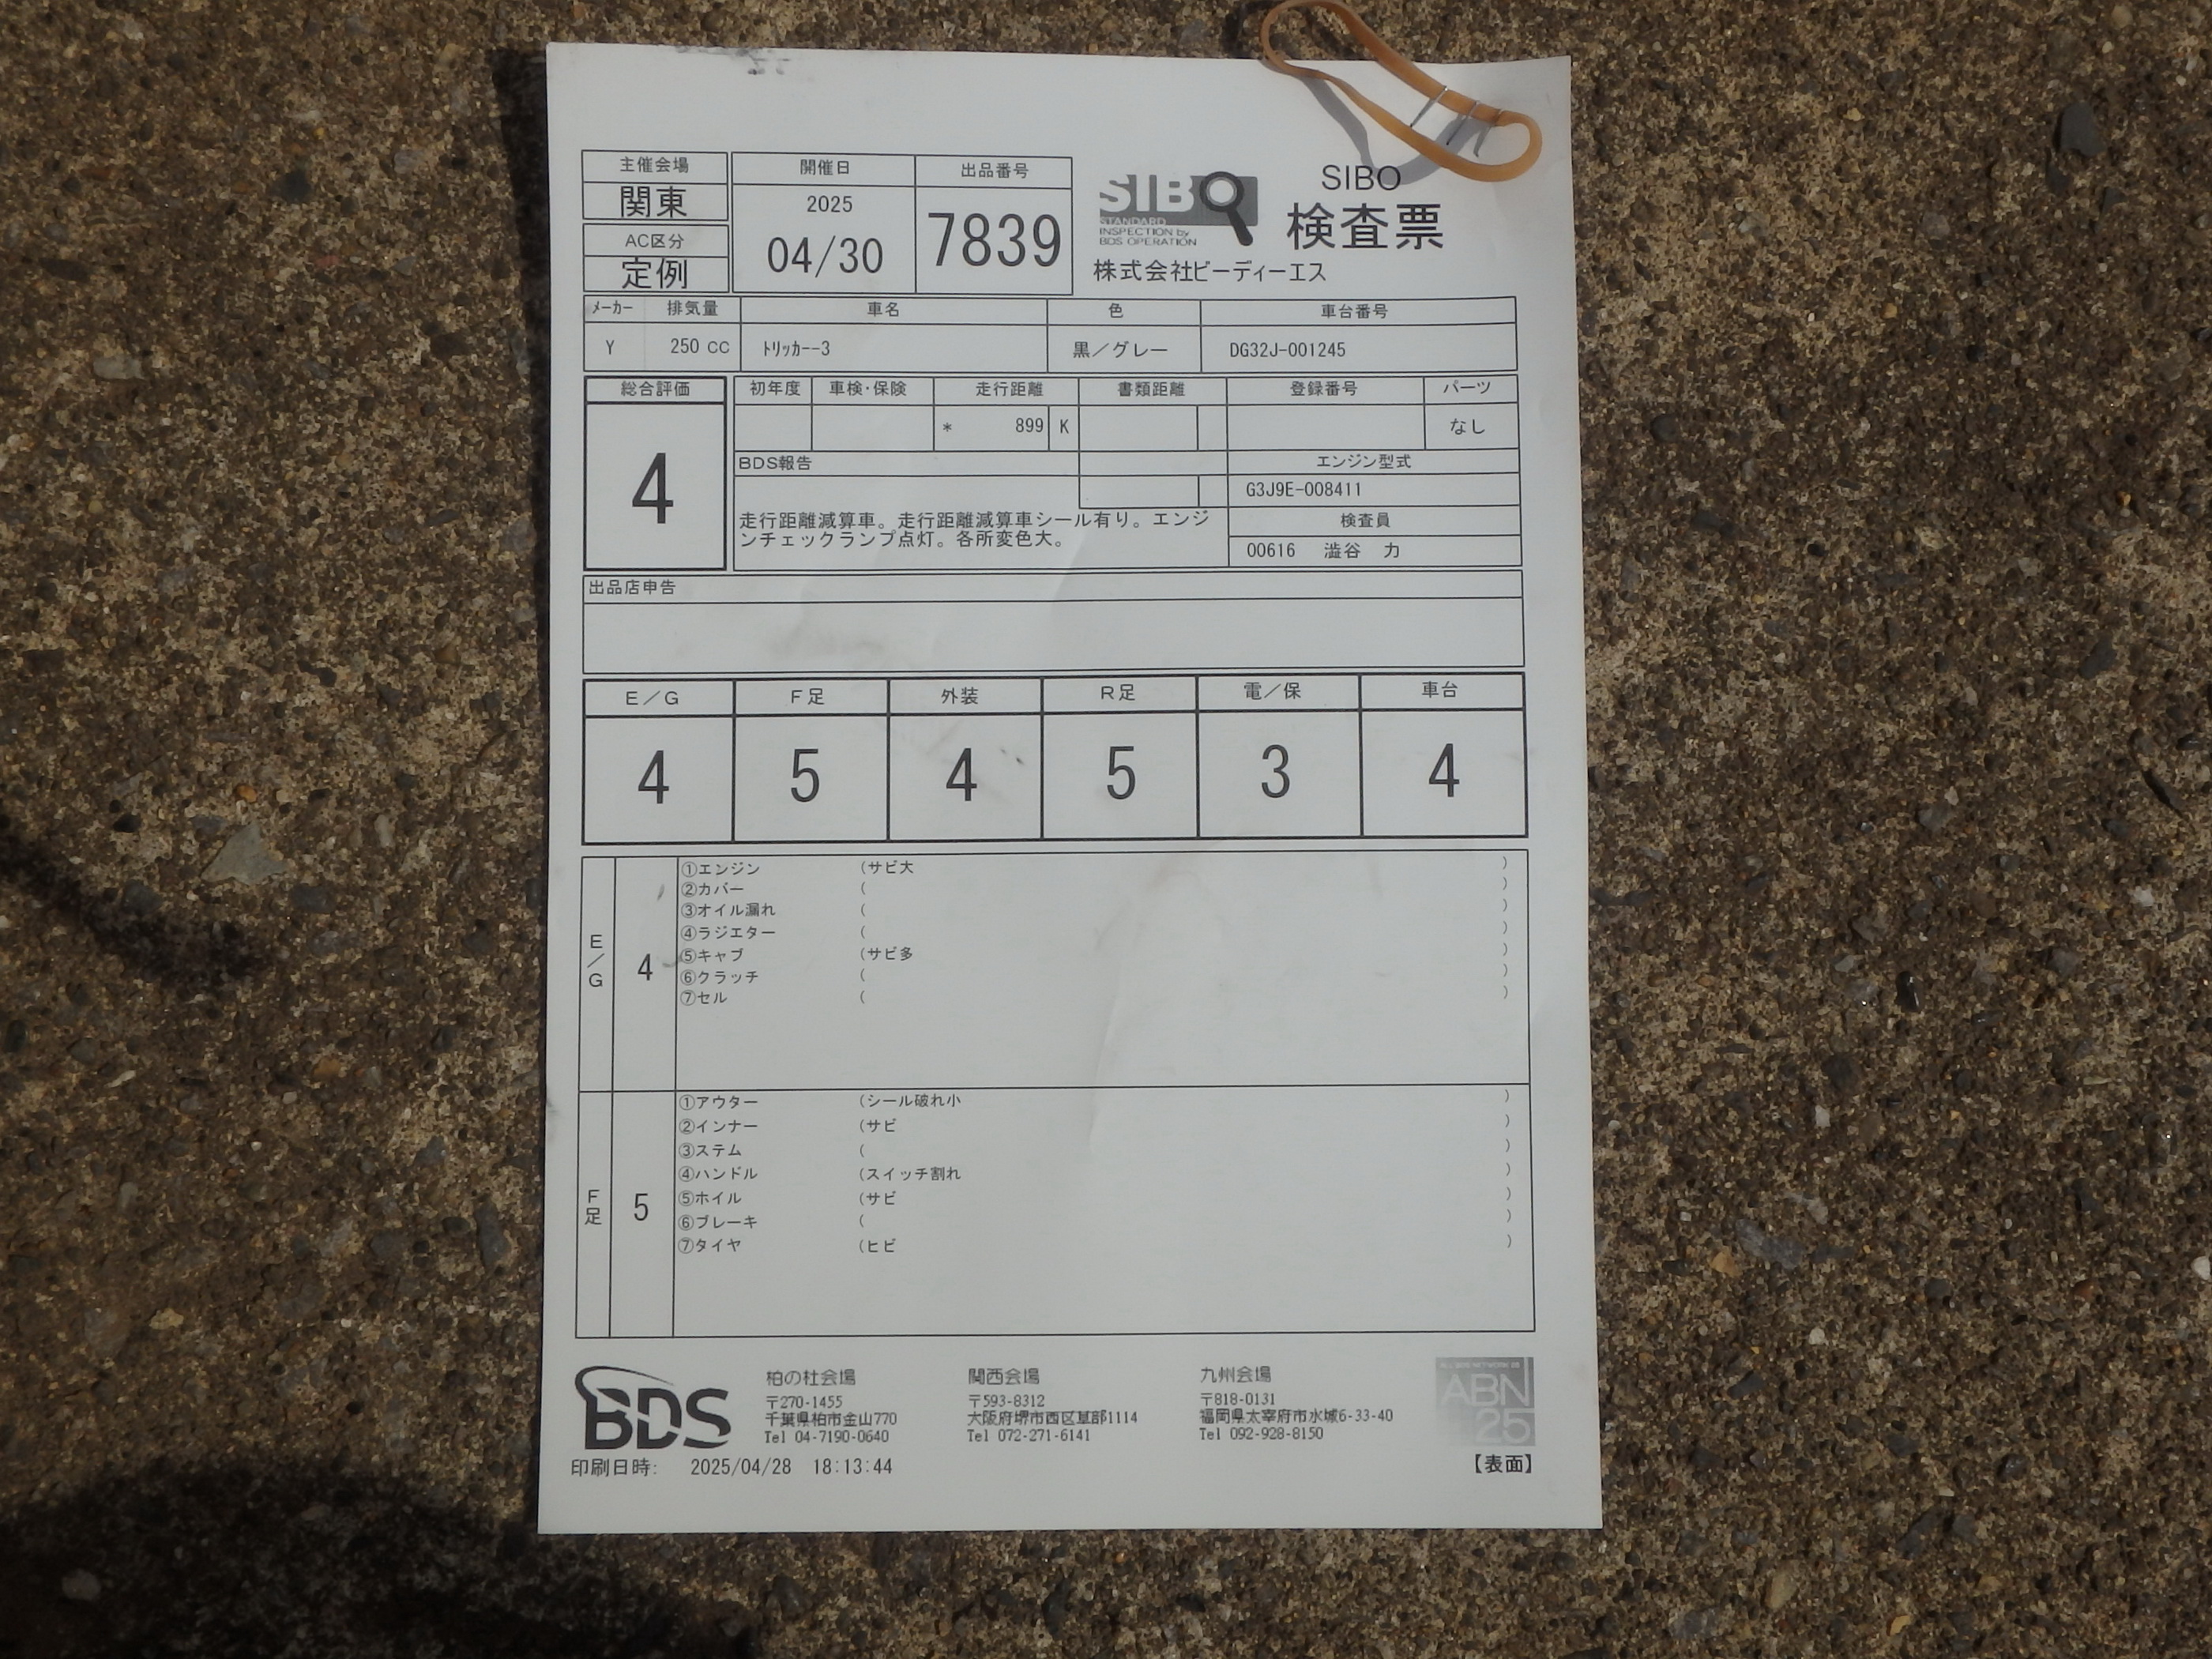 主催会場 開催日 出品番号
関東 2025 04/30 7839
AC区分
定例
SIBO
STANDARD
INSPECTION by
BDS OPERATION
SIBO
検査票
株式会社ビーディーエス
メーカー 排気量 車名 色 車台番号
Y 250 CC トリッカー-3 黒/グレー DG32J-001245
総合評価 初年度 車検・保険 走行距離 書類距離 登録番号 パーツ
4 * 899 K なし
BDS報告 エンジン型式
G3J9E-008411
走行距離減算車。走行距離減算車シール有り。エンジ
ンチェックランプ点灯。各所変色大。
検査員
00616 澁谷 力
出品店申告
E/G F足 外装 R足 電/保 車台
4 5 4 5 3 4
E/G 4
①エンジン (サビ大 )
②カバー ( )
③オイル漏れ ( )
④ラジエター ( )
⑤キャブ (サビ多 )
⑥クラッチ ( )
⑦セル ( )
F足 5
①アウター (シール破れ小 )
②インナー (サビ )
③ステム ( )
④ハンドル (スイッチ割れ )
⑤ホイル (サビ )
⑥ブレーキ ( )
⑦タイヤ (ヒビ )
BDS
柏の杜会場
〒270-1455
千葉県柏市金山770
Tel 04-7190-0640
関西会場
〒593-8312
大阪府堺市西区草部1114
Tel 072-271-6141
九州会場
〒818-0131
福岡県太宰府市水城6-33-40
Tel 092-928-8150
ABN
25
印刷日時: 2025/04/28 18:13:44
【表面】